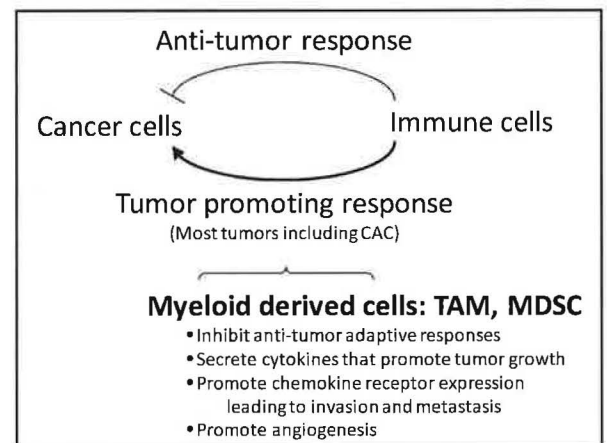 Anti-tumor response
Cancer cells
Immune cells
Tumor promoting response
(Most tumors including CAC)
Myeloid derived cells: TAM, MDSC
•Inhibit anti-tumor adaptive responses
•Secrete cytokines that promote tumor growth
•Promote chemokine receptor expression
leading to invasion and metastasis
•Promote angiogenesis